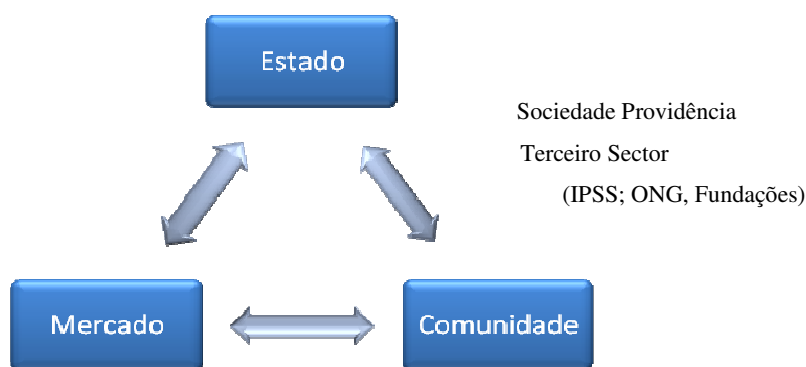 Estado
Sociedade Providência
Terceiro Sector
(IPSS; ONG, Fundações)
Mercado
Comunidade